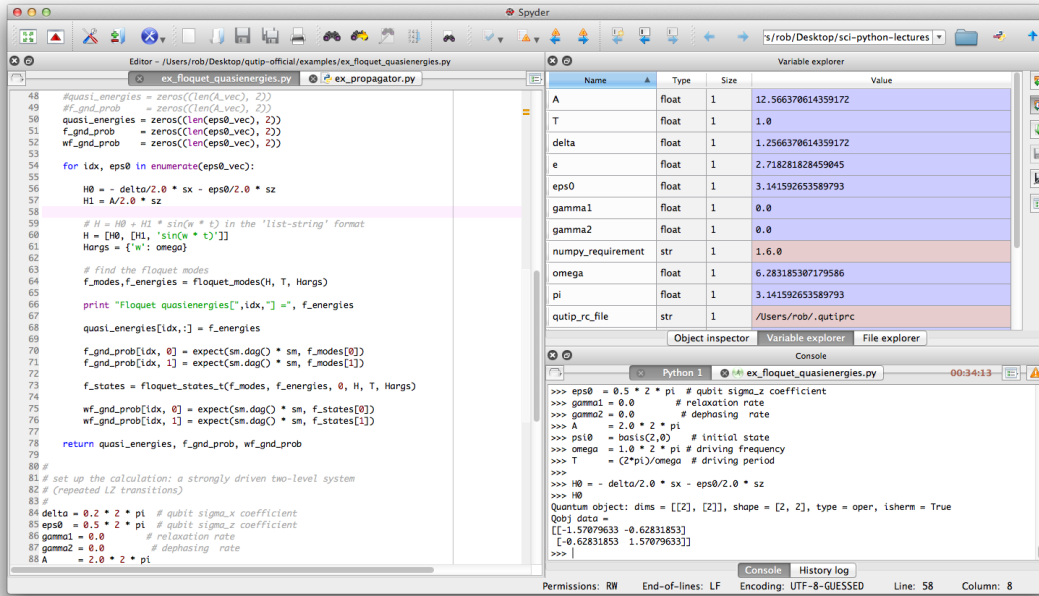 Spyder
s/rob/Desktop/sci-python-lectures
Editor - /Users/rob/Desktop/qutip-official/examples/ex_floquet_quasienergies.py
ex_floquet_quasienergies.py
ex_propagator.py
48 #quasi_energies = zeros((len(A_vec), 2))
49 #f_gnd_prob = zeros((len(A_vec), 2))
50 quasi_energies = zeros((len(eps0_vec), 2))
51 f_gnd_prob = zeros((len(eps0_vec), 2))
52 wf_gnd_prob = zeros((len(eps0_vec), 2))
53
54 for idx, eps0 in enumerate(eps0_vec):
55
56 H0 = - delta/2.0 * sx - eps0/2.0 * sz
57 H1 = A/2.0 * sz
58
59 # H = H0 + H1 * sin(w * t) in the 'list-string' format
60 H = [H0, [H1, 'sin(w * t)']]
61 Hargs = {'w': omega}
62
63 # find the floquet modes
64 f_modes,f_energies = floquet_modes(H, T, Hargs)
65
66 print "Floquet quasienergies[",idx,"] =", f_energies
67
68 quasi_energies[idx,:] = f_energies
69
70 f_gnd_prob[idx, 0] = expect(sm.dag() * sm, f_modes[0])
71 f_gnd_prob[idx, 1] = expect(sm.dag() * sm, f_modes[1])
72
73 f_states = floquet_states_t(f_modes, f_energies, 0, H, T, Hargs)
74
75 wf_gnd_prob[idx, 0] = expect(sm.dag() * sm, f_states[0])
76 wf_gnd_prob[idx, 1] = expect(sm.dag() * sm, f_states[1])
77
78 return quasi_energies, f_gnd_prob, wf_gnd_prob
79
80 #
81 # set up the calculation: a strongly driven two-level system
82 # (repeated LZ transitions)
83 #
84 delta = 0.2 * 2 * pi # qubit sigma_x coefficient
85 eps0 = 0.5 * 2 * pi # qubit sigma_z coefficient
86 gamma1 = 0.0 # relaxation rate
87 gamma2 = 0.0 # dephasing rate
88 A = 2.0 * 2 * pi
Variable explorer
Name Type Size Value
A float 1 12.566370614359172
T float 1 1.0
delta float 1 1.2566370614359172
e float 1 2.718281828459045
eps0 float 1 3.141592653589793
gamma1 float 1 0.0
gamma2 float 1 0.0
numpy_requirement str 1 1.6.0
omega float 1 6.283185307179586
pi float 1 3.141592653589793
qutip_rc_file str 1 /Users/rob/.qutiprc
Object inspector Variable explorer File explorer
Console
Python 1 ex_floquet_quasienergies.py 00:34:13
>>> eps0 = 0.5 * 2 * pi # qubit sigma_z coefficient
>>> gamma1 = 0.0 # relaxation rate
>>> gamma2 = 0.0 # dephasing rate
>>> A = 2.0 * 2 * pi
>>> psi0 = basis(2,0) # initial state
>>> omega = 1.0 * 2 * pi # driving frequency
>>> T = (2*pi)/omega # driving period
>>>
>>> H0 = - delta/2.0 * sx - eps0/2.0 * sz
>>> H0
Quantum object: dims = [[2], [2]], shape = [2, 2], type = oper, isherm = True
Qobj data =
[[-1.57079633 -0.62831853]
[-0.62831853 1.57079633]]
>>>
Console History log
Permissions: RW End-of-lines: LF Encoding: UTF-8-GUESSED Line: 58 Column: 8